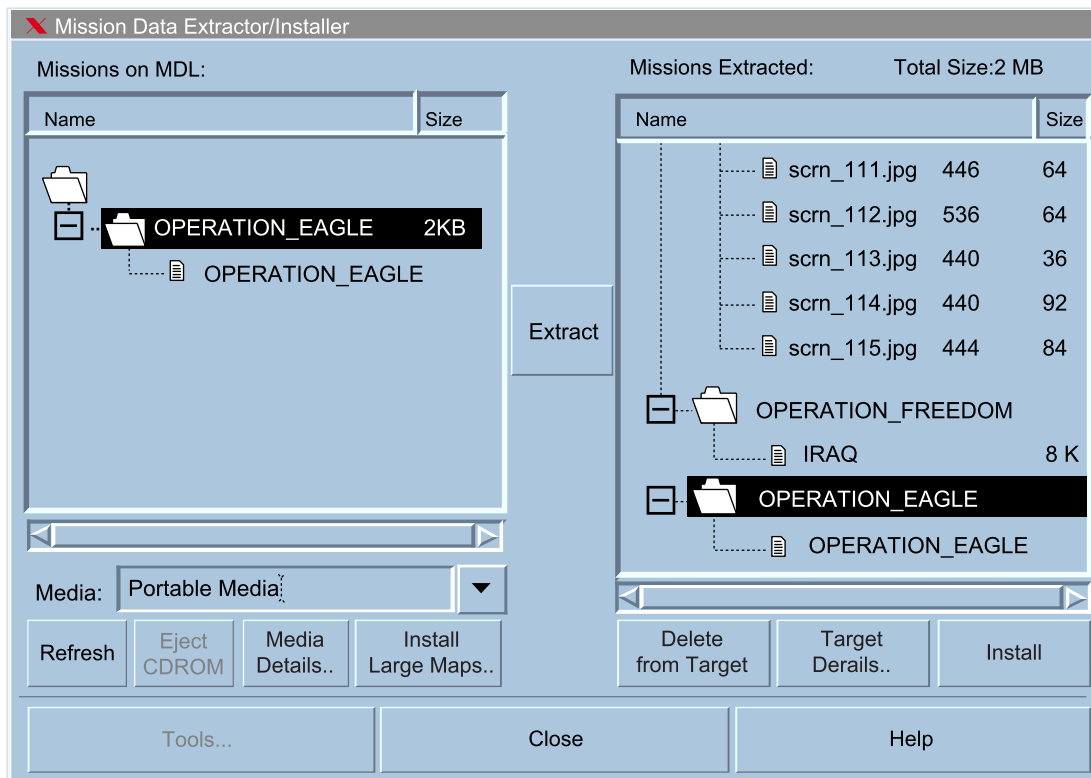 Mission Data Extractor/Installer
Missions on MDL:
Name Size
OPERATION_EAGLE 2KB
OPERATION_EAGLE
Extract
Media: Portable Media
Refresh
Eject
CDROM
Media
Details..
Install
Large Maps..
Missions Extracted: Total Size:2 MB
Name Size
scrn_111.jpg 446 64
scrn_112.jpg 536 64
scrn_113.jpg 440 36
scrn_114.jpg 440 92
scrn_115.jpg 444 84
OPERATION_FREEDOM
IRAQ 8 K
OPERATION_EAGLE
OPERATION_EAGLE
Delete
from Target
Target
Derails..
Install
Tools...
Close
Help